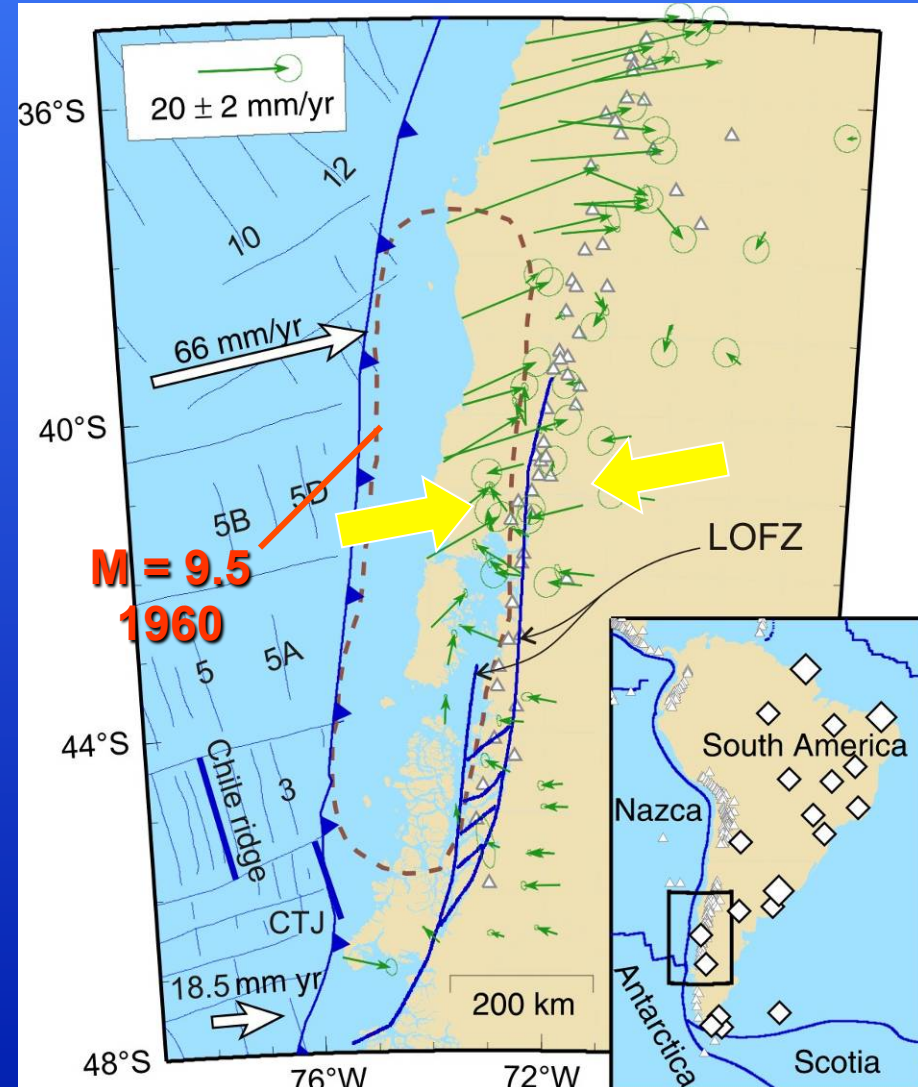 20 ± 2 mm/yr
36°S
12
10
66 mm/yr
40°S
5D
5B
LOFZ
M = 9.5
1960
5A
5
44°S
Chile ridge
3
CTJ
18.5 mm yr
200 km
48°S
76°W
72°W
South America
Nazca
Antarctica
Scotia